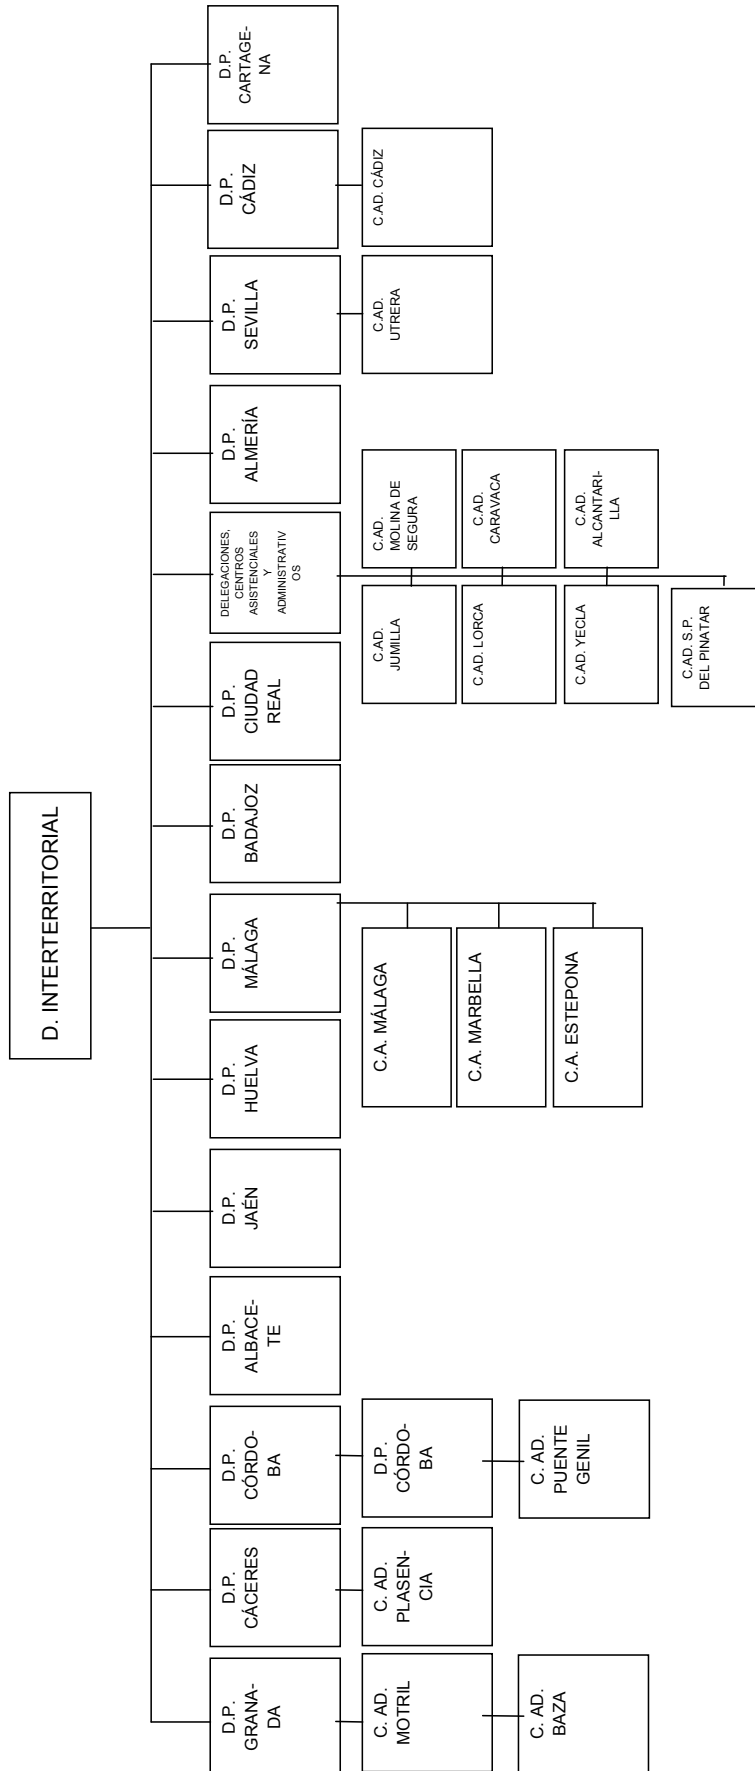 D. INTERTERRITORIAL
D.P.
GRANA-
DA
D.P.
CÁCERES
D.P.
CÓRDO-
BA
D.P.
ALBACE-
TE
D.P.
JAÉN
D.P.
HUELVA
D.P.
MÁLAGA
D.P.
BADAJOZ
D.P.
CIUDAD
REAL
DELEGACIONES,
CENTROS
ASISTENCIALES
Y
ADMINISTRATIV
OS
D.P.
ALMERÍA
D.P.
SEVILLA
D.P.
CÁDIZ
D.P.
CARTAGE-
NA
C. AD.
MOTRIL
C. AD.
PLASEN-
CIA
D.P.
CÓRDO-
BA
C.A. MÁLAGA
C.A. MARBELLA
C.A. ESTEPONA
C.AD.
JUMILLA
C.AD.
MOLINA DE
SEGURA
C.AD. LORCA
C.AD.
CARAVACA
C.AD. YECLA
C.AD.
ALCANTARI-
LLA
C.AD. S.P.
DEL PINATAR
C.AD.
UTRERA
C.AD. CÁDIZ
C. AD.
BAZA
C. AD.
PUENTE
GENIL